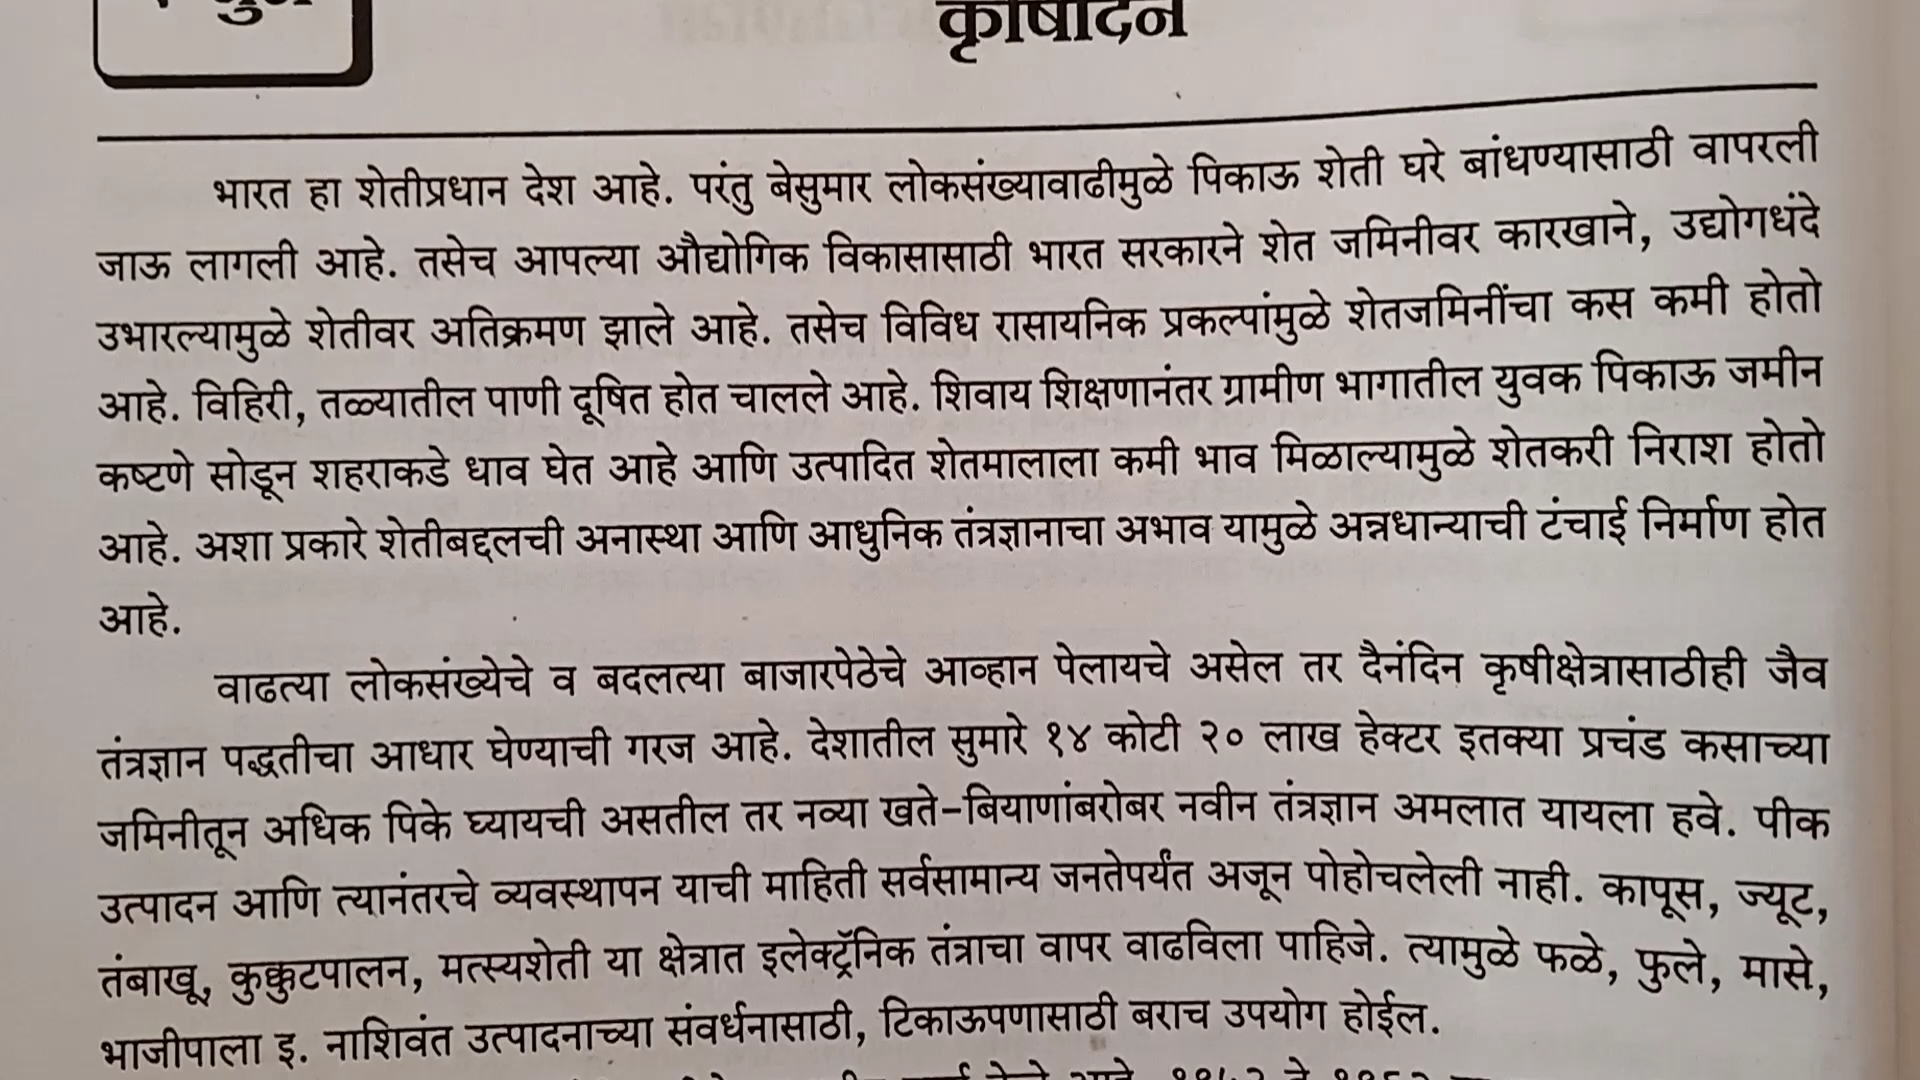 कृषीदिन
भारत हा शेतीप्रधान देश आहे. परंतु बेसुमार लोकसंख्यावाढीमुळे पिकाऊ शेती घरे बांधण्यासाठी वापरली
जाऊ लागली आहे. तसेच आपल्या औद्योगिक विकासासाठी भारत सरकारने शेत जमिनीवर कारखाने, उद्योगधंदे
उभारल्यामुळे शेतीवर अतिक्रमण झाले आहे. तसेच विविध रासायनिक प्रकल्पांमुळे शेतजमिनींचा कस कमी होतो
आहे. विहिरी, तळ्यातील पाणी दूषित होत चालले आहे. शिवाय शिक्षणानंतर ग्रामीण भागातील युवक पिकाऊ जमीन
कष्टणे सोडून शहराकडे धाव घेत आहे आणि उत्पादित शेतमालाला कमी भाव मिळाल्यामुळे शेतकरी निराश होतो
आहे. अशा प्रकारे शेतीबद्दलची अनास्था आणि आधुनिक तंत्रज्ञानाचा अभाव यामुळे अन्नधान्याची टंचाई निर्माण होत
आहे.
वाढत्या लोकसंख्येचे व बदलत्या बाजारपेठेचे आव्हान पेलायचे असेल तर दैनंदिन कृषीक्षेत्रासाठीही जैव
तंत्रज्ञान पद्धतीचा आधार घेण्याची गरज आहे. देशातील सुमारे १४ कोटी २० लाख हेक्टर इतक्या प्रचंड कसाच्या
जमिनीतून अधिक पिके घ्यायची असतील तर नव्या खते-बियाणांबरोबर नवीन तंत्रज्ञान अमलात यायला हवे. पीक
उत्पादन आणि त्यानंतरचे व्यवस्थापन याची माहिती सर्वसामान्य जनतेपर्यंत अजून पोहोचलेली नाही. कापूस, ज्यूट,
तंबाखू, कुक्कुटपालन, मत्स्यशेती या क्षेत्रात इलेक्ट्रॅनिक तंत्राचा वापर वाढविला पाहिजे. त्यामुळे फळे, फुले, मासे,
भाजीपाला इ. नाशिवंत उत्पादनाच्या संवर्धनासाठी, टिकाऊपणासाठी बराच उपयोग होईल.